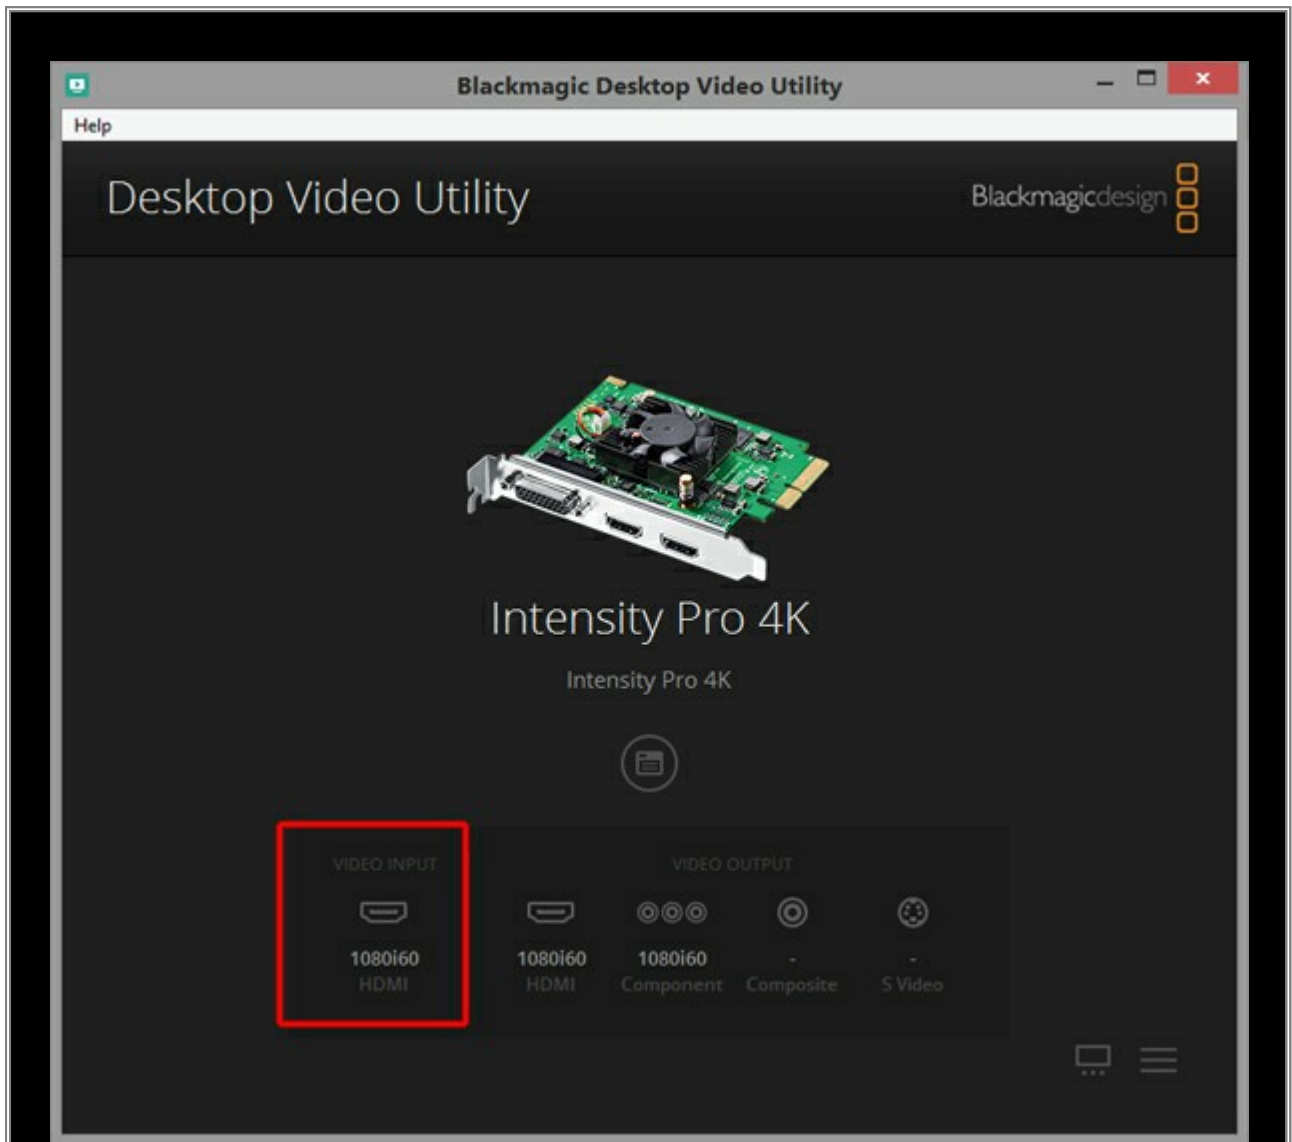 Blackmagic Desktop Video Utility
Help
Desktop Video Utility
Blackmagicdesign
Intensity Pro 4K
Intensity Pro 4K
VIDEO INPUT VIDEO OUTPUT
1080i60 1080i60 1080i60 - -
HDMI HDMI Component Composite S Video